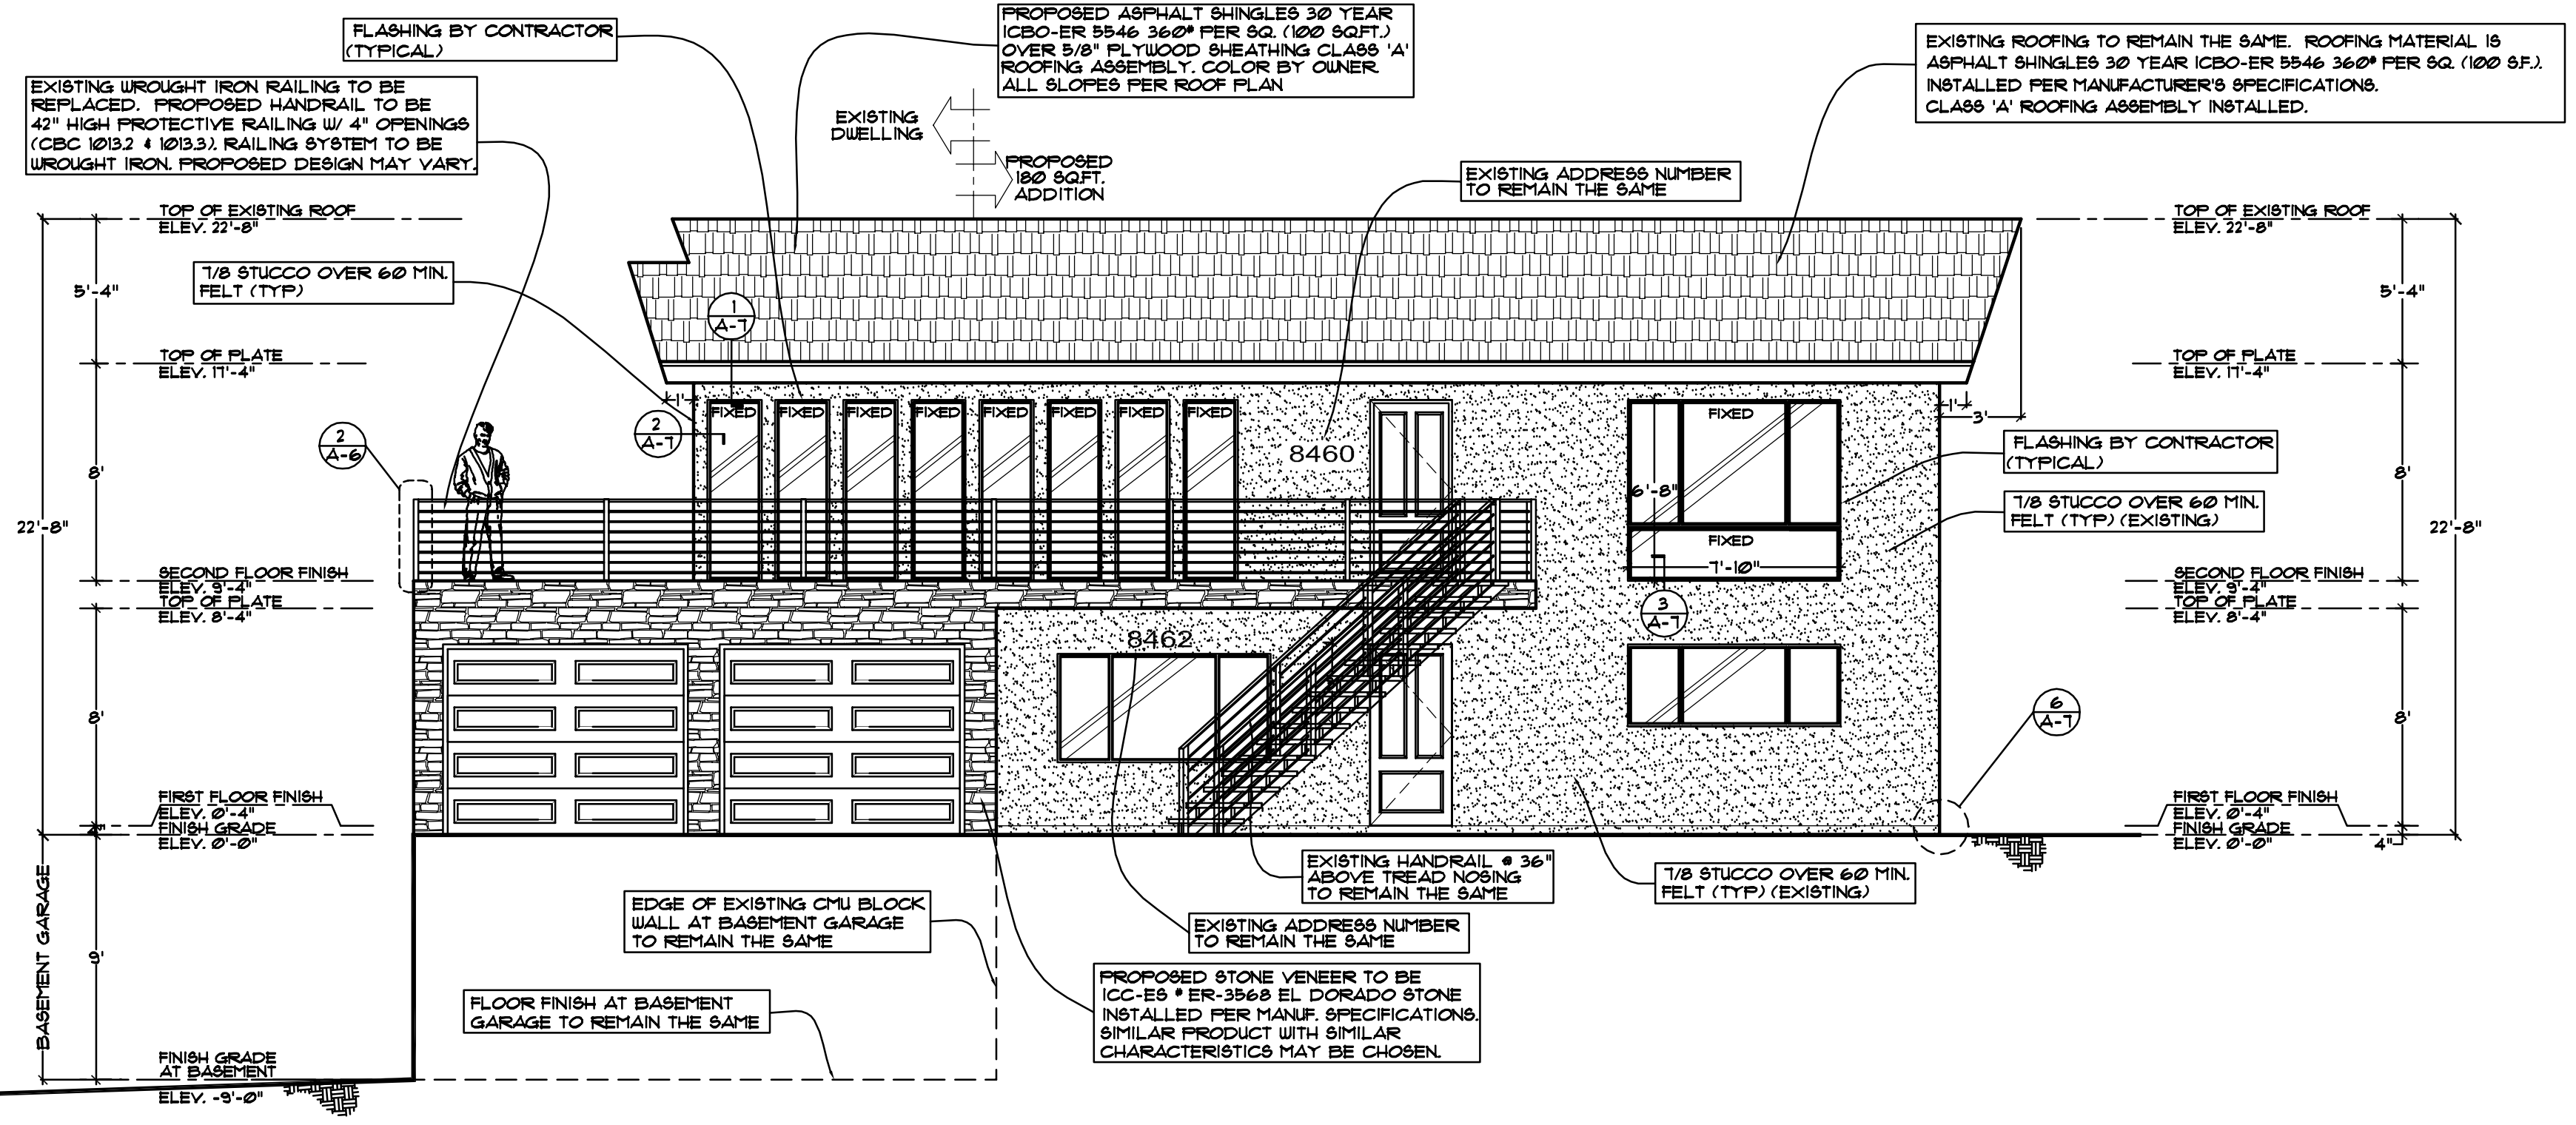 FLASHING BY CONTRACTOR
(TYPICAL)
PROPOSED ASPHALT SHINGLES 30 YEAR
ICBO-ER 5546 360# PER SQ. (100 SQ.FT.)
OVER 5/8" PLYWOOD SHEATHING CLASS 'A'
ROOFING ASSEMBLY. COLOR BY OWNER.
ALL SLOPES PER ROOF PLAN
EXISTING ROOFING TO REMAIN THE SAME. ROOFING MATERIAL IS
ASPHALT SHINGLES 30 YEAR ICBO-ER 5546 360# PER SQ. (100 S.F.).
INSTALLED PER MANUFACTURER'S SPECIFICATIONS.
CLASS 'A' ROOFING ASSEMBLY INSTALLED.
EXISTING WROUGHT IRON RAILING TO BE
REPLACED. PROPOSED HANDRAIL TO BE
42" HIGH PROTECTIVE RAILING W/ 4" OPENINGS
(CBC 1013.2 & 1013.3). RAILING SYSTEM TO BE
WROUGHT IRON. PROPOSED DESIGN MAY VARY.
EXISTING
DWELLING
PROPOSED
180 SQ.FT.
ADDITION
EXISTING ADDRESS NUMBER
TO REMAIN THE SAME
TOP OF EXISTING ROOF
ELEV. 22'-8"
TOP OF EXISTING ROOF
ELEV. 22'-8"
7/8 STUCCO OVER 60 MIN.
FELT (TYP)
5'-4"
5'-4"
1
A-7
TOP OF PLATE
ELEV. 17'-4"
TOP OF PLATE
ELEV. 17'-4"
1'
1'
3'
FIXED
FIXED
FIXED
FIXED
FIXED
FIXED
FIXED
FIXED
FIXED
2
A-6
2
A-7
8460
FLASHING BY CONTRACTOR
(TYPICAL)
8'
8'
6'-8"
7/8 STUCCO OVER 60 MIN.
FELT (TYP) (EXISTING)
22'-8"
22'-8"
FIXED
7'-10"
SECOND FLOOR FINISH
ELEV. 9'-4"
TOP OF PLATE
ELEV. 8'-4"
SECOND FLOOR FINISH
ELEV. 9'-4"
TOP OF PLATE
ELEV. 8'-4"
3
A-7
8462
8'
8'
6
A-7
FIRST FLOOR FINISH
ELEV. 0'-4"
FINISH GRADE
ELEV. 0'-0"
4"
FIRST FLOOR FINISH
ELEV. 0'-4"
FINISH GRADE
ELEV. 0'-0"
4"
EXISTING HANDRAIL @ 36"
ABOVE TREAD NOSING
TO REMAIN THE SAME
7/8 STUCCO OVER 60 MIN.
FELT (TYP) (EXISTING)
EDGE OF EXISTING CMU BLOCK
WALL AT BASEMENT GARAGE
TO REMAIN THE SAME
EXISTING ADDRESS NUMBER
TO REMAIN THE SAME
BASEMENT GARAGE
9'
PROPOSED STONE VENEER TO BE
ICC-ES # ER-3568 EL DORADO STONE
INSTALLED PER MANUF. SPECIFICATIONS.
SIMILAR PRODUCT WITH SIMILAR
CHARACTERISTICS MAY BE CHOSEN.
FLOOR FINISH AT BASEMENT
GARAGE TO REMAIN THE SAME
FINISH GRADE
AT BASEMENT
ELEV. -9'-0"